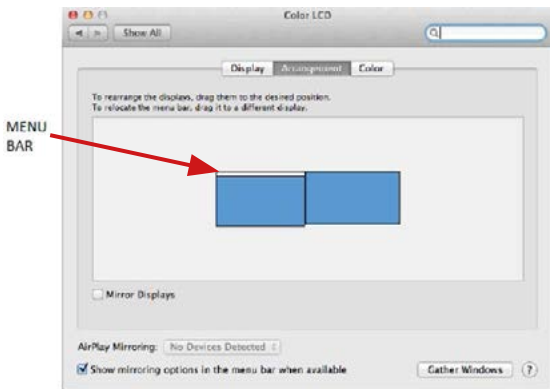 Color LCD
Show All
Display Arrangement Color
To rearrange the displays, drag them to the desired position.
To relocate the menu bar, drag it to a different display.
MENU
BAR
Mirror Displays
AirPlay Mirroring: No Devices Detected
Show mirroring options in the menu bar when available
Gather Windows ?